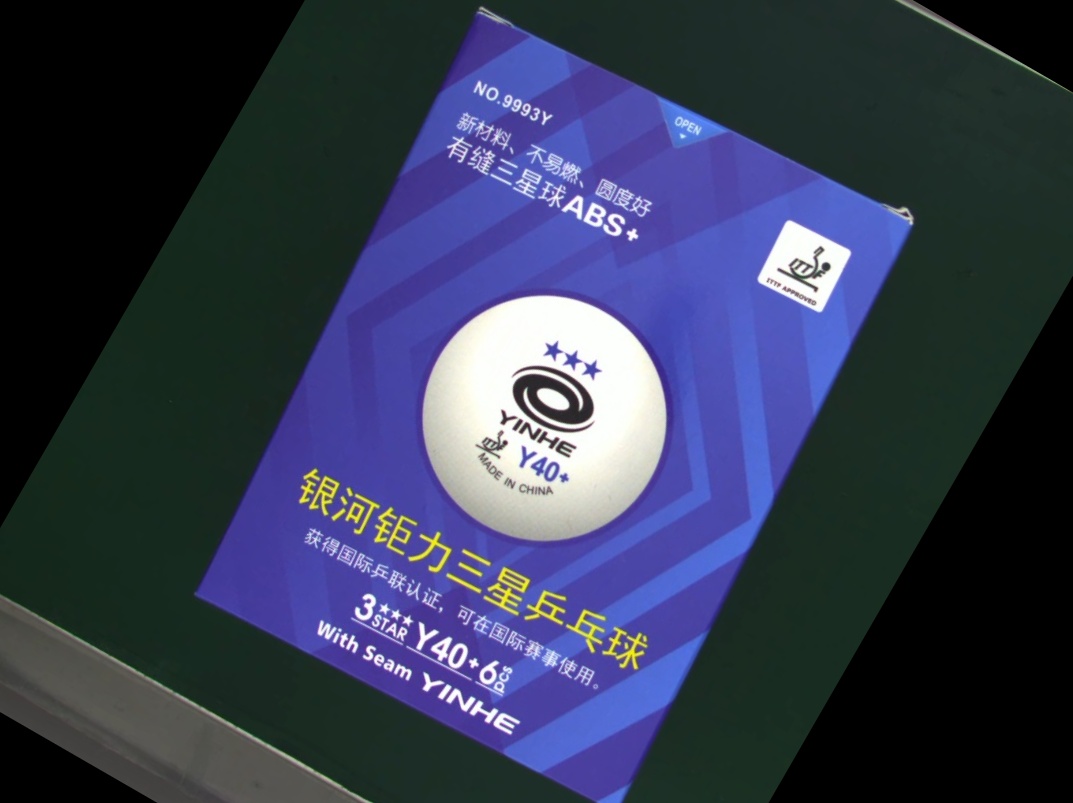 NO.9993Y
OPEN
新材料、不易燃、圆度好
有缝三星球ABS+
ITTF
ITTF APPROVED
★★★
YINHE
ITTF
Y40+
MADE IN CHINA
银河钜力三星乒乓球
获得国际乒联认证，可在国际赛事使用。
3★★★STAR Y40+6PCS
With Seam YINHE